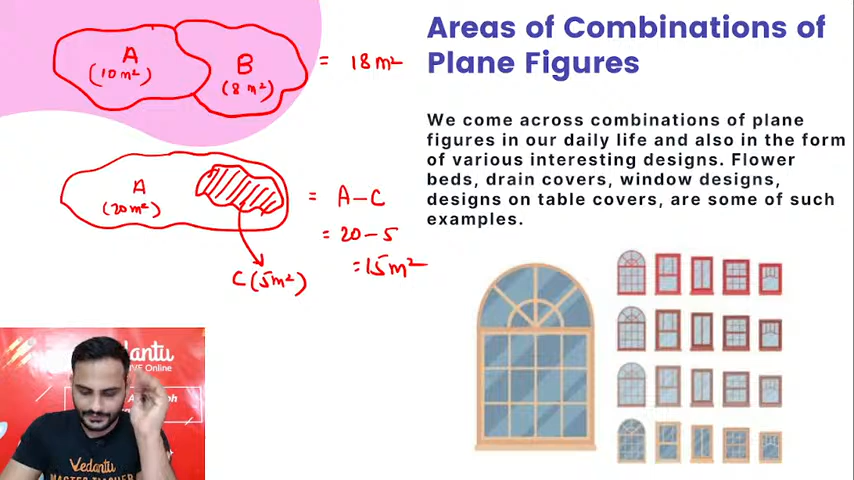 Areas of Combinations of
Plane Figures
We come across combinations of plane
figures in our daily life and also in the form
of various interesting designs. Flower
beds, drain covers, window designs,
designs on table covers, are some of such
examples.
A
(10m²)
B
(8m²)
= 18m²
A
(20m²)
= A-C
= 20-5
=15m²
C(5m²)
Vedantu